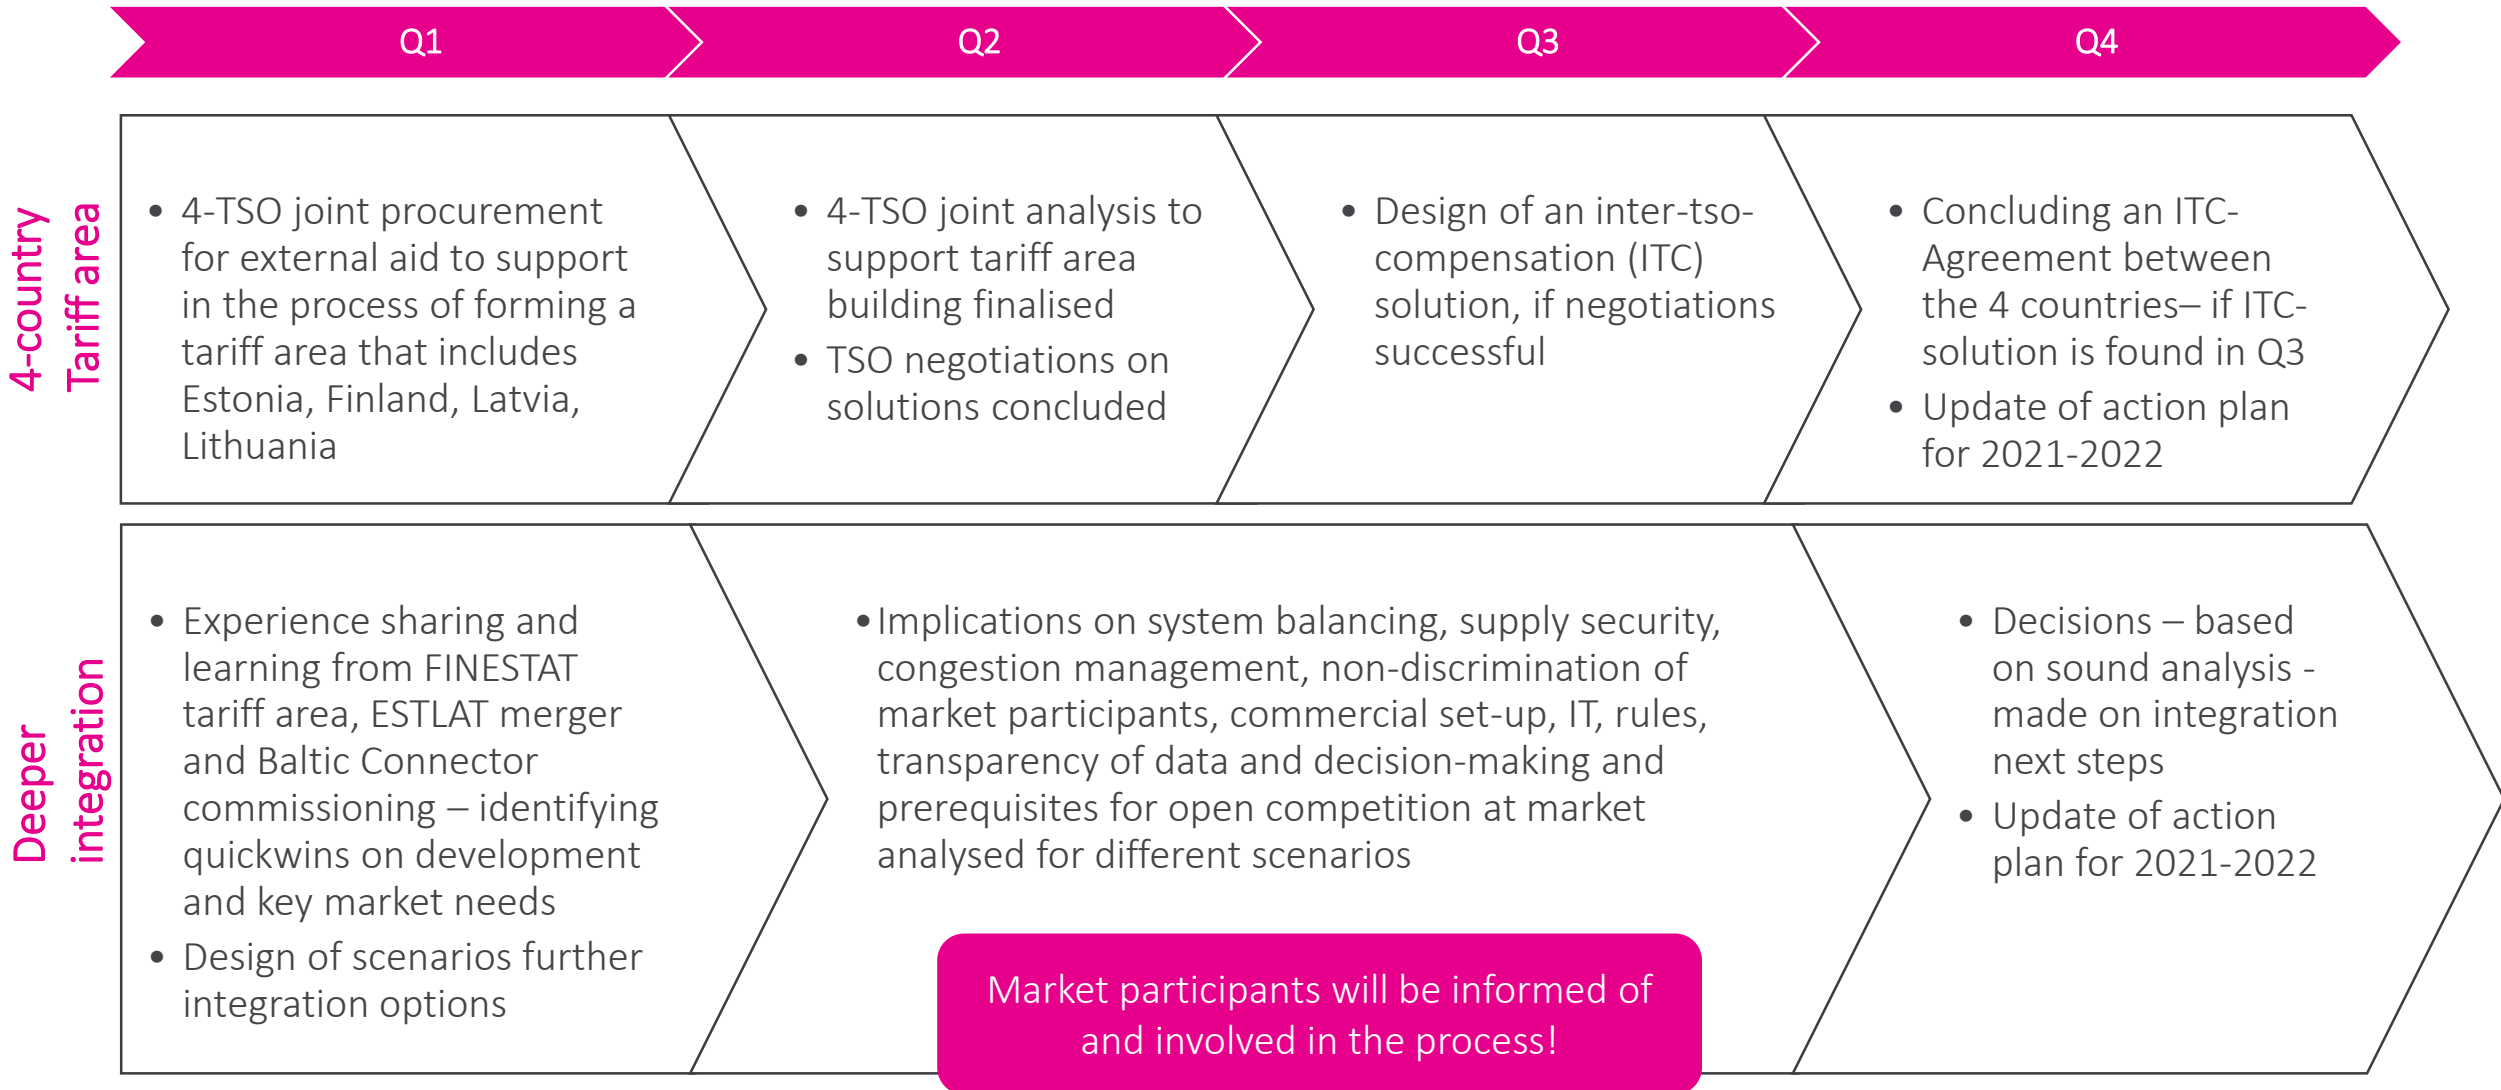 Q1
Q2
Q3
Q4
4-country
Tariff area
• 4-TSO joint procurement
for external aid to support
in the process of forming a
tariff area that includes
Estonia, Finland, Latvia,
Lithuania
• 4-TSO joint analysis to
support tariff area
building finalised
• TSO negotiations on
solutions concluded
• Design of an inter-tso-
compensation (ITC)
solution, if negotiations
successful
• Concluding an ITC-
Agreement between
the 4 countries– if ITC-
solution is found in Q3
• Update of action plan
for 2021-2022
Deeper
integration
• Experience sharing and
learning from FINESTAT
tariff area, ESTLAT merger
and Baltic Connector
commissioning – identifying
quickwins on development
and key market needs
• Design of scenarios further
integration options
• Implications on system balancing, supply security,
congestion management, non-discrimination of
market participants, commercial set-up, IT, rules,
transparency of data and decision-making and
prerequisites for open competition at market
analysed for different scenarios
Market participants will be informed of
and involved in the process!
• Decisions – based
on sound analysis -
made on integration
next steps
• Update of action
plan for 2021-2022